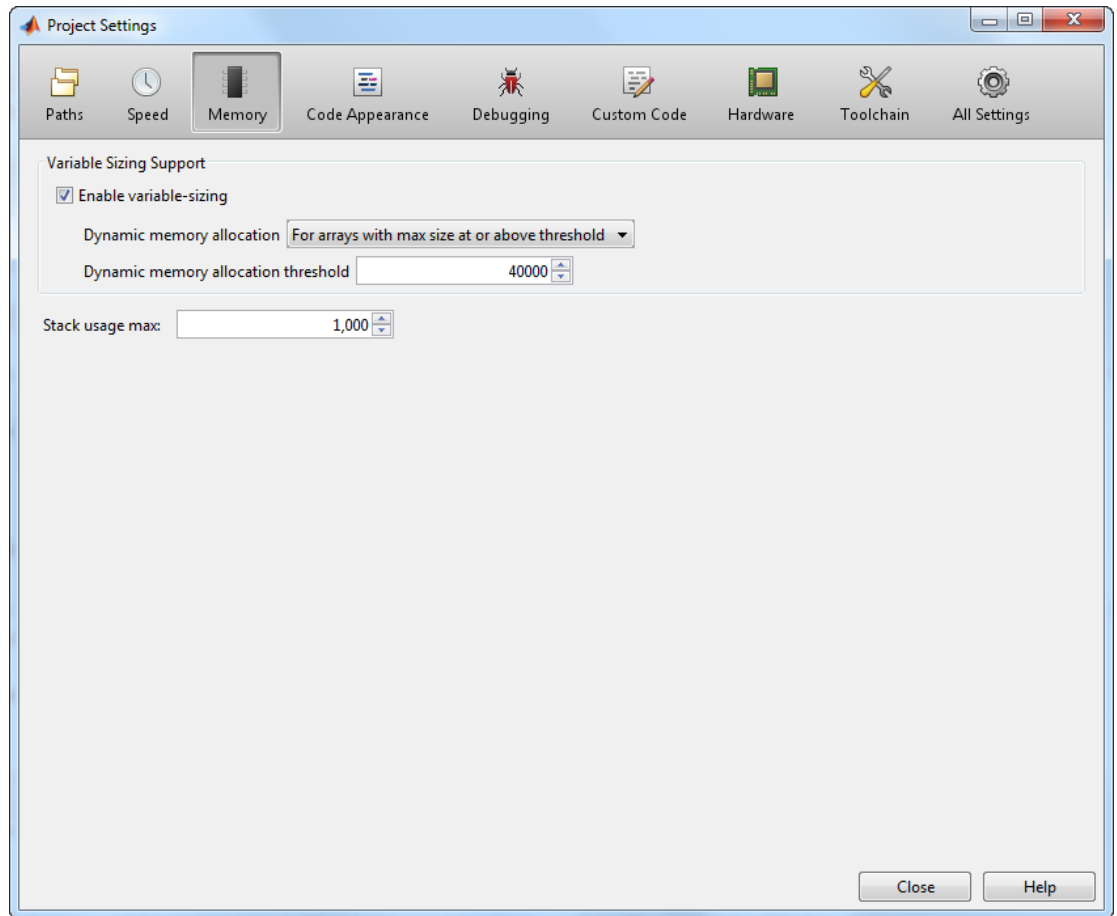 Project Settings
Paths Speed Memory Code Appearance Debugging Custom Code Hardware Toolchain All Settings
Variable Sizing Support
Enable variable-sizing
Dynamic memory allocation For arrays with max size at or above threshold
Dynamic memory allocation threshold 40000
Stack usage max: 1,000
Close Help